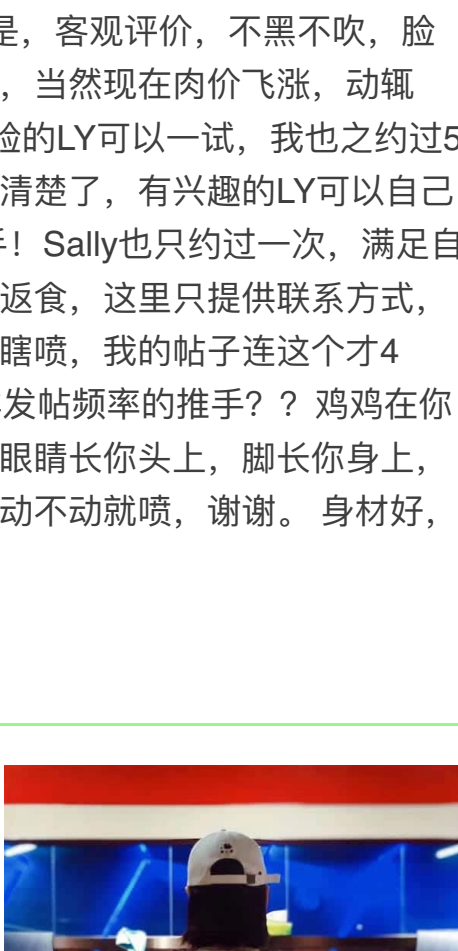 是，客观评价，不黑不吹，脸
，当然现在肉价飞涨，动辄
验的LY可以一试，我也之约过5
清楚了，有兴趣的LY可以自己
手！Sally也只约过一次，满足自
返食，这里只提供联系方式，
瞎喷，我的帖子连这个才4
发帖频率的推手？？鸡鸡在你
眼睛长你头上，脚长你身上，
动不动就喷，谢谢。 身材好，